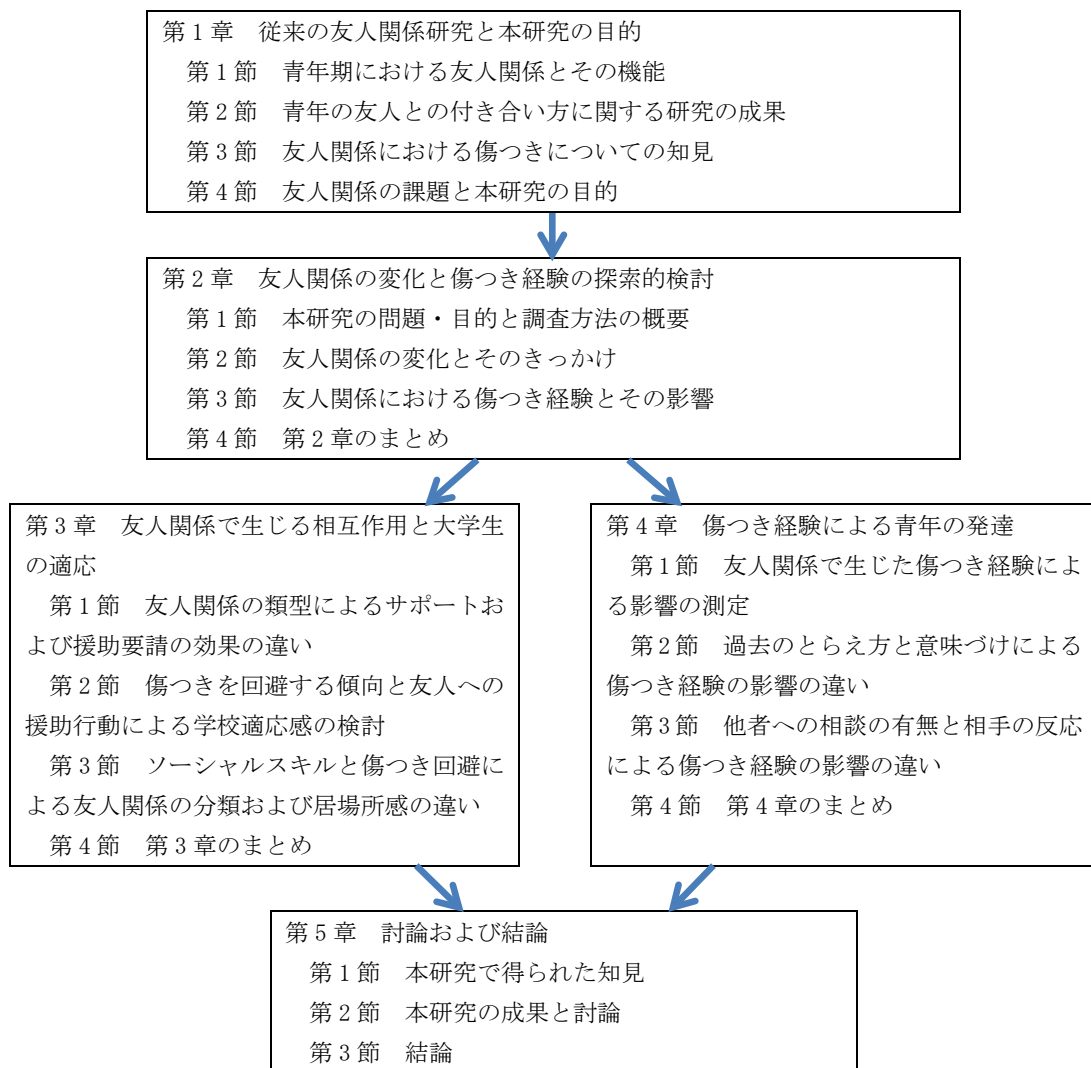 第1章　従来の友人関係研究と本研究の目的
第1節　青年期における友人関係とその機能
第2節　青年の友人との付き合い方に関する研究の成果
第3節　友人関係における傷つきについての知見
第4節　友人関係の課題と本研究の目的
第2章　友人関係の変化と傷つき経験の探索的検討
第1節　本研究の問題・目的と調査方法の概要
第2節　友人関係の変化とそのきっかけ
第3節　友人関係における傷つき経験とその影響
第4節　第2章のまとめ
第3章　友人関係で生じる相互作用と大学生
の適応
第1節　友人関係の類型によるサポートお
よび援助要請の効果の違い
第2節　傷つきを回避する傾向と友人への
援助行動による学校適応感の検討
第3節　ソーシャルスキルと傷つき回避に
よる友人関係の分類および居場所感の違い
第4節　第3章のまとめ
第4章　傷つき経験による青年の発達
第1節　友人関係で生じた傷つき経験によ
る影響の測定
第2節　過去のとらえ方と意味づけによる
傷つき経験の影響の違い
第3節　他者への相談の有無と相手の反応
による傷つき経験の影響の違い
第4節　第4章のまとめ
第5章　討論および結論
第1節　本研究で得られた知見
第2節　本研究の成果と討論
第3節　結論